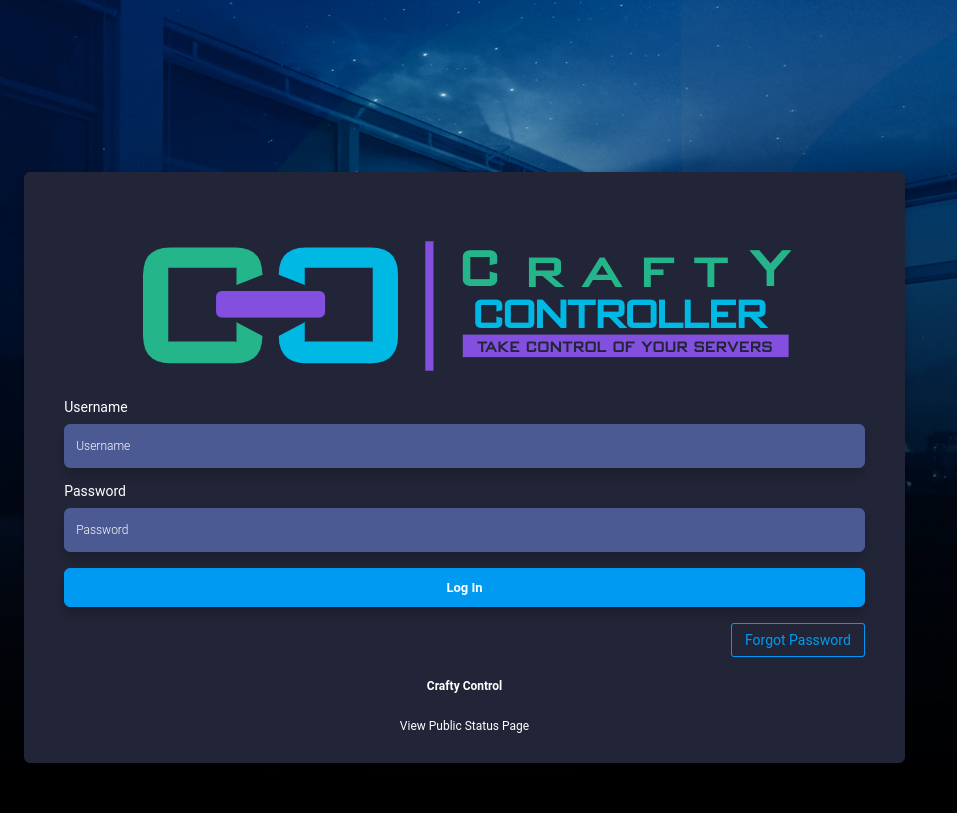 CRAFTY
CONTROLLER
TAKE CONTROL OF YOUR SERVERS
Username
Username
Password
Password
Log In
Forgot Password
Crafty Control
View Public Status Page